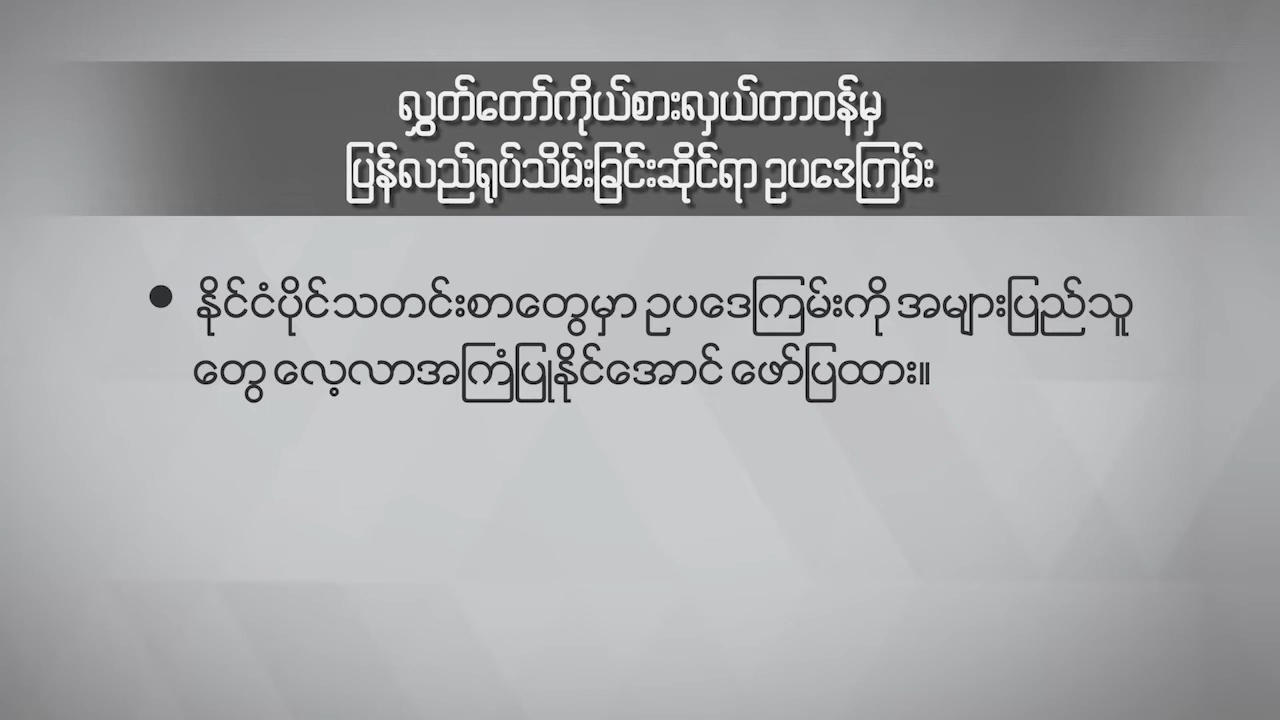 လွှတ်တော်ကိုယ်စားလှယ်တာဝန်မှ
ပြန်လည်ရုပ်သိမ်းခြင်းဆိုင်ရာ ဥပဒေကြမ်း
• နိုင်ငံပိုင်သတင်းစာတွေမှာ ဥပဒေကြမ်းကို အများပြည်သူ
တွေ လေ့လာအကြံပြုနိုင်အောင် ဖော်ပြထား။